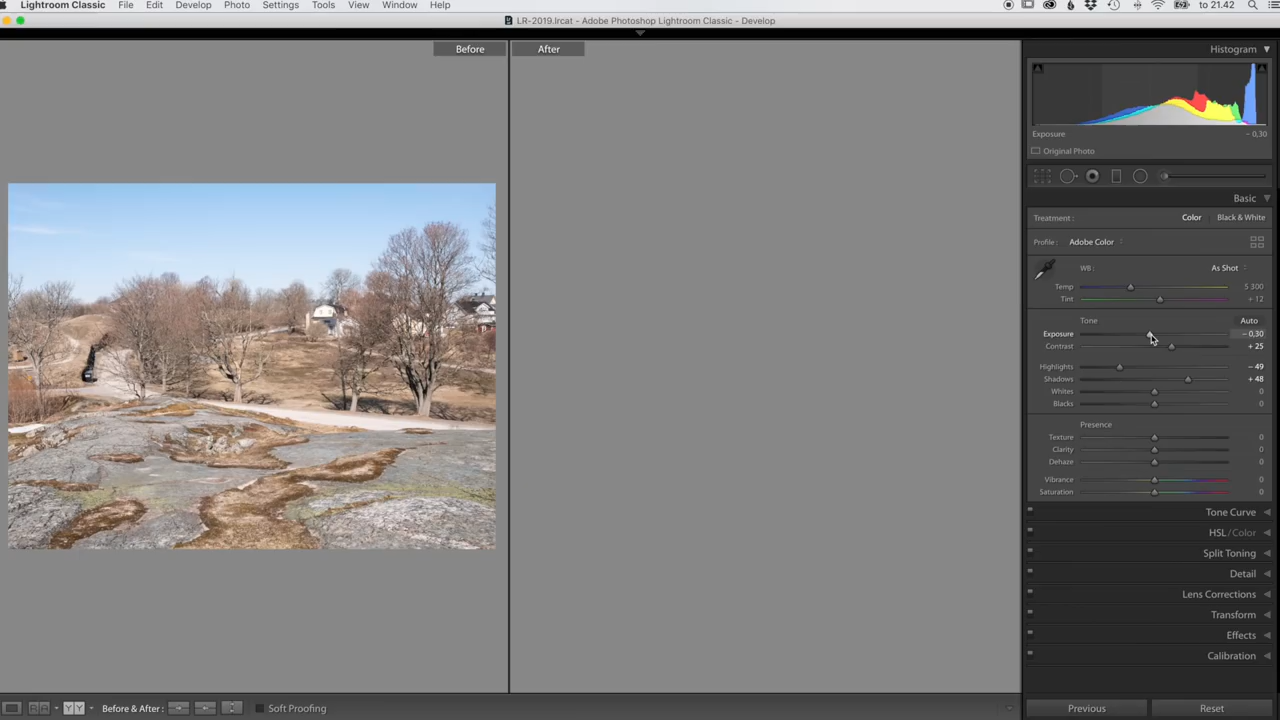 Lightroom Classic File Edit Develop Photo Settings Tools View Window Help to 21.42
LR-2019.lrcat - Adobe Photoshop Lightroom Classic - Develop
Before After
Histogram
Exposure − 0,30
Original Photo
Basic
Treatment : Color Black & White
Profile : Adobe Color
WB : As Shot
Temp 5 300
Tint + 12
Tone Auto
Exposure − 0,30
Contrast + 25
Highlights − 49
Shadows + 48
Whites 0
Blacks 0
Presence
Texture 0
Clarity 0
Dehaze 0
Vibrance 0
Saturation 0
Tone Curve
HSL / Color
Split Toning
Detail
Lens Corrections
Transform
Effects
Calibration
R A Y Y Before & After : Soft Proofing Previous Reset